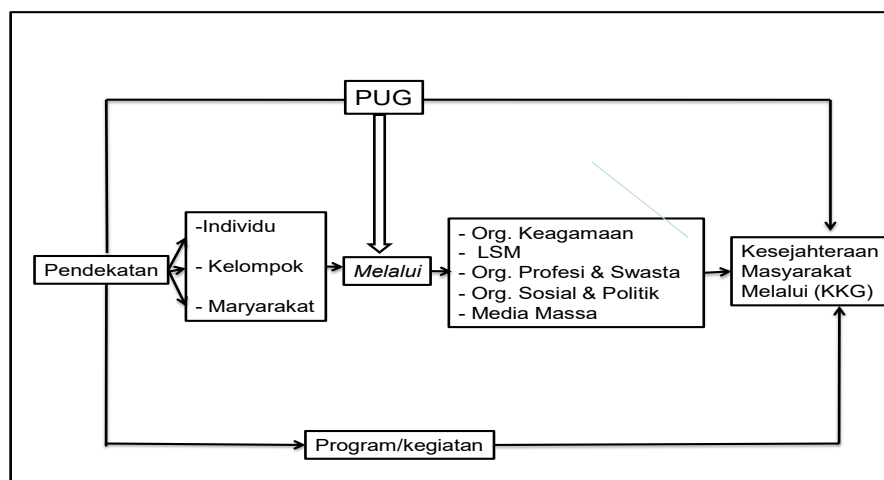 PUG
Pendekatan
-Individu
- Kelompok
- Maryarakat
Melalui
- Org. Keagamaan
- LSM
- Org. Profesi & Swasta
- Org. Sosial & Politik
- Media Massa
Kesejahteraan
Masyarakat
Melalui (KKG)
Program/kegiatan